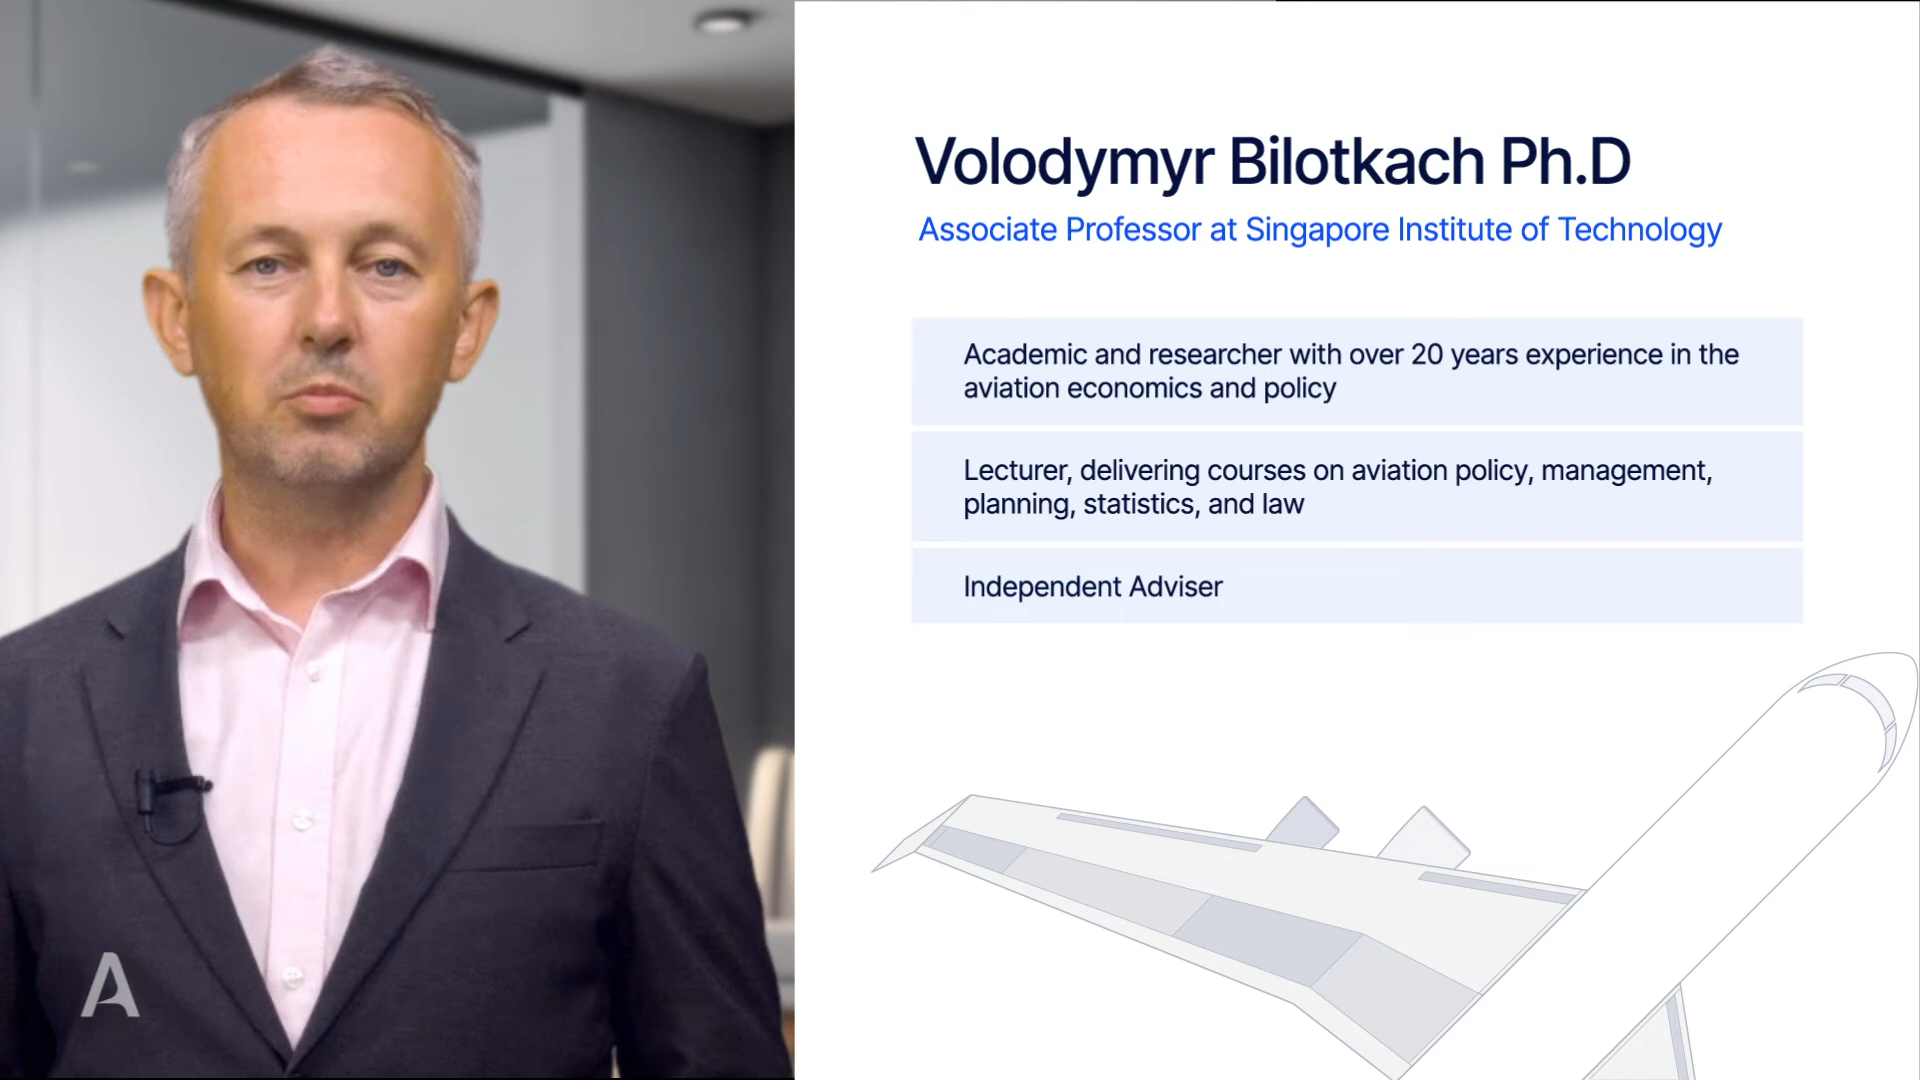 Volodymyr Bilotkach Ph.D
Associate Professor at Singapore Institute of Technology
Academic and researcher with over 20 years experience in the
aviation economics and policy
Lecturer, delivering courses on aviation policy, management,
planning, statistics, and law
Independent Adviser
A